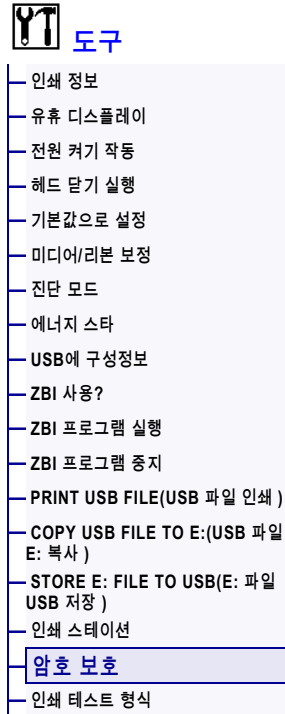 도구
인쇄 정보
유휴 디스플레이
전원 켜기 작동
헤드 닫기 실행
기본값으로 설정
미디어/리본 보정
진단 모드
에너지 스타
USB에 구성정보
ZBI 사용?
ZBI 프로그램 실행
ZBI 프로그램 중지
PRINT USB FILE(USB 파일 인쇄 )
COPY USB FILE TO E:(USB 파일
E: 복사 )
STORE E: FILE TO USB(E: 파일
USB 저장 )
인쇄 스테이션
암호 보호
인쇄 테스트 형식